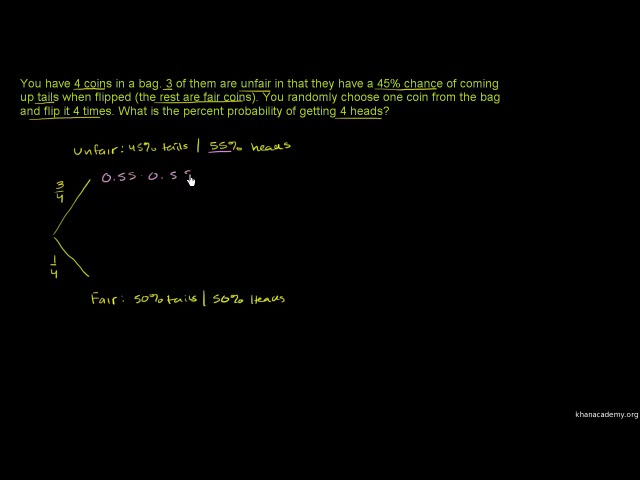 You have 4 coins in a bag. 3 of them are unfair in that they have a 45% chance of coming
up tails when flipped (the rest are fair coins). You randomly choose one coin from the bag
and flip it 4 times. What is the percent probability of getting 4 heads?
Unfair: 45% tails | 55% heads
3/4
0.55 · 0.55
1/4
Fair: 50% tails | 50% Heads
khanacademy.org